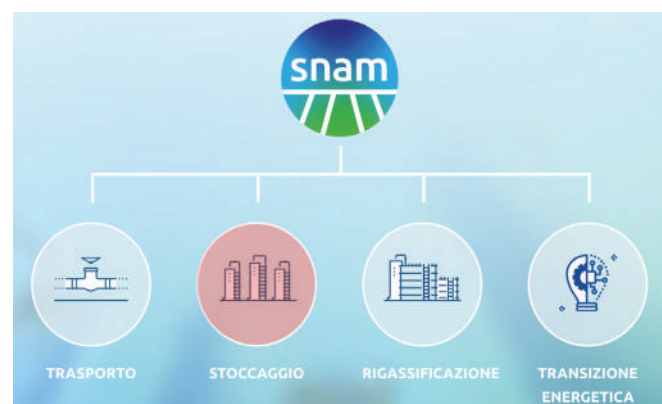 snam
TRASPORTO
STOCCAGGIO
RIGASSIFICAZIONE
TRANSIZIONE
ENERGETICA